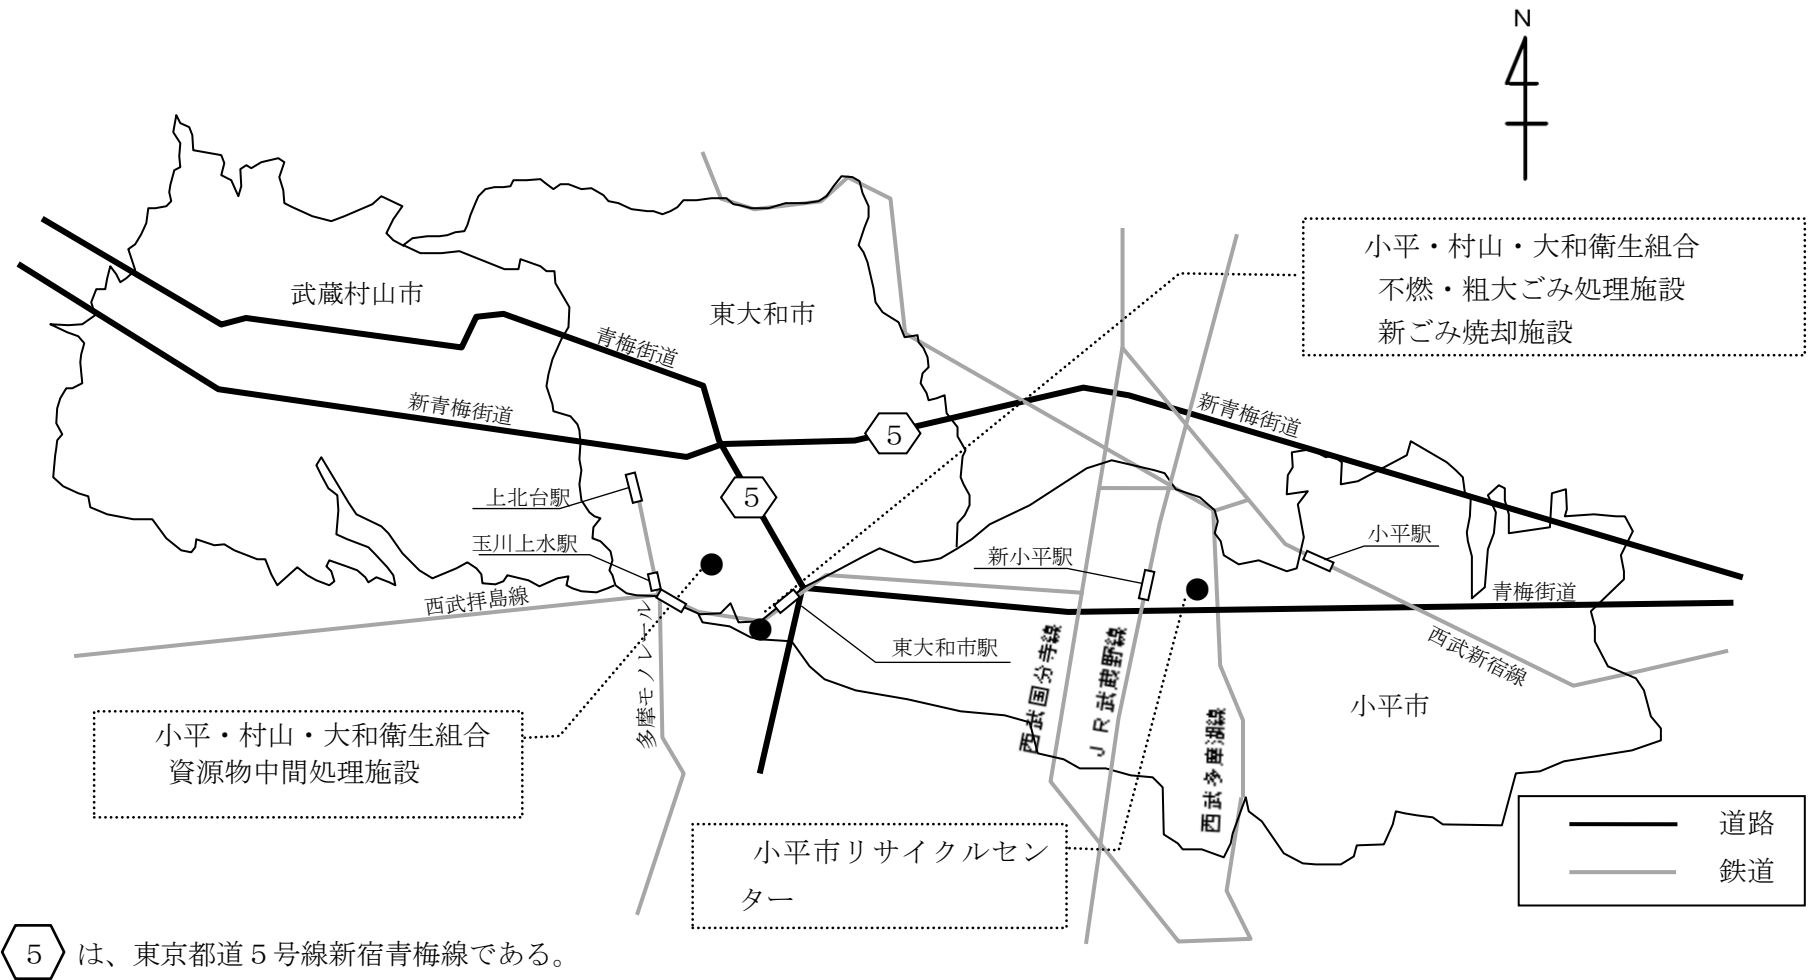 N
小平・村山・大和衛生組合
不燃・粗大ごみ処理施設
新ごみ焼却施設
武蔵村山市
東大和市
青梅街道
新青梅街道
新青梅街道
5
5
上北台駅
玉川上水駅
小平駅
新小平駅
青梅街道
西武拝島線
東大和市駅
西武新宿線
多摩モノレール
西武国分寺線
JR武蔵野線
西武多摩湖線
小平市
小平・村山・大和衛生組合
資源物中間処理施設
小平市リサイクルセン
ター
道路
鉄道
5 は、東京都道5号線新宿青梅線である。